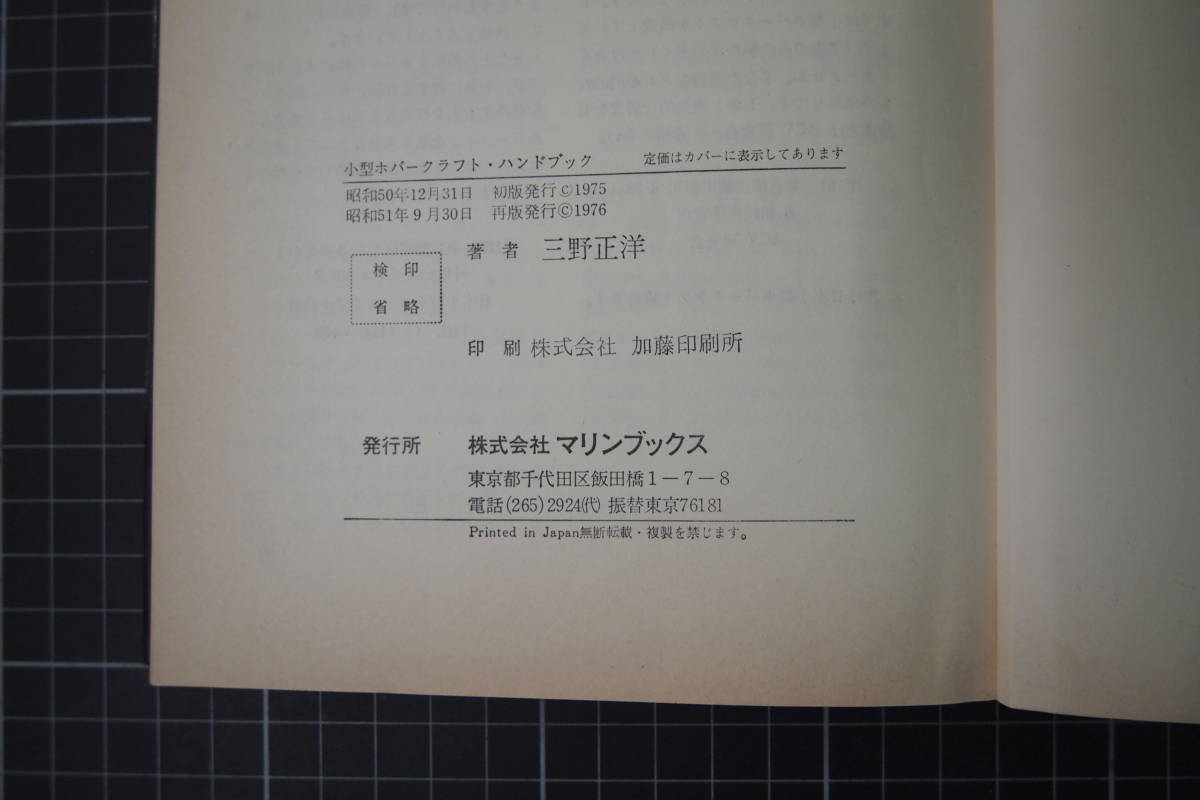 小型ホバークラフト・ハンドブック 定価はカバーに表示してあります
昭和50年12月31日 初版発行©1975
昭和51年9月30日 再版発行©1976
著者 三野正洋
検印
省略
印刷 株式会社 加藤印刷所
発行所 株式会社 マリンブックス
東京都千代田区飯田橋1-7-8
電話(265)2924(代) 振替東京76181
Printed in Japan無断転載・複製を禁じます。